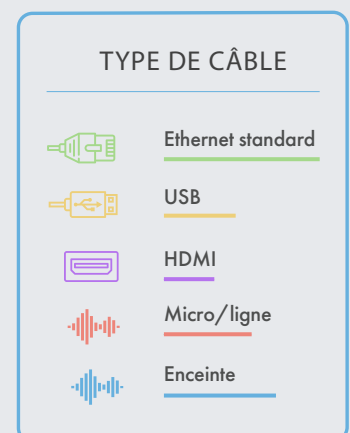 TYPE DE CÂBLE
Ethernet standard
USB
HDMI
Micro/ligne
Enceinte